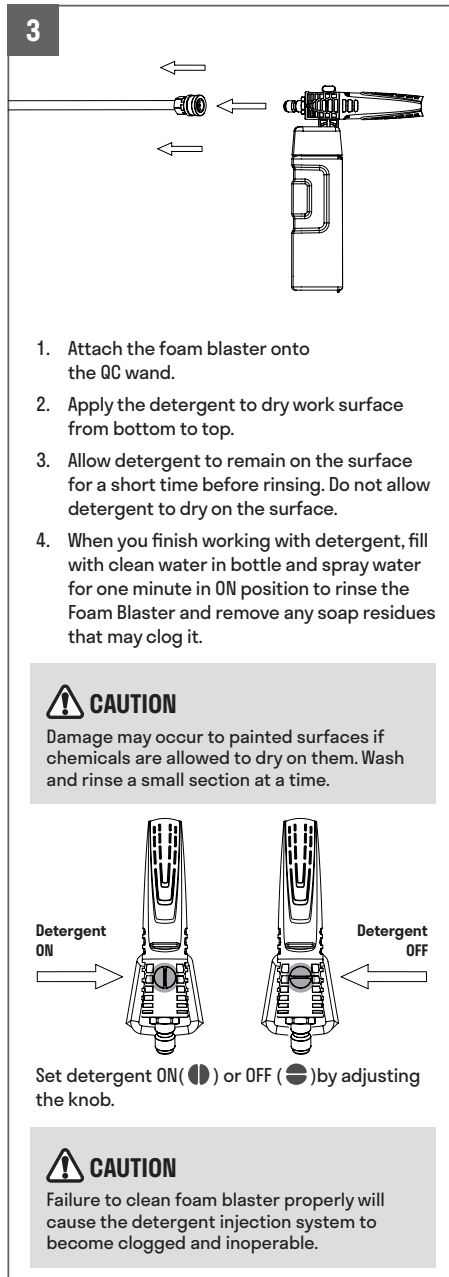 3
1. Attach the foam blaster onto
the QC wand.
2. Apply the detergent to dry work surface
from bottom to top.
3. Allow detergent to remain on the surface
for a short time before rinsing. Do not allow
detergent to dry on the surface.
4. When you finish working with detergent, fill
with clean water in bottle and spray water
for one minute in ON position to rinse the
Foam Blaster and remove any soap residues
that may clog it.
CAUTION
Damage may occur to painted surfaces if
chemicals are allowed to dry on them. Wash
and rinse a small section at a time.
Detergent
ON
Detergent
OFF
Set detergent ON( ) or OFF ( )by adjusting
the knob.
CAUTION
Failure to clean foam blaster properly will
cause the detergent injection system to
become clogged and inoperable.